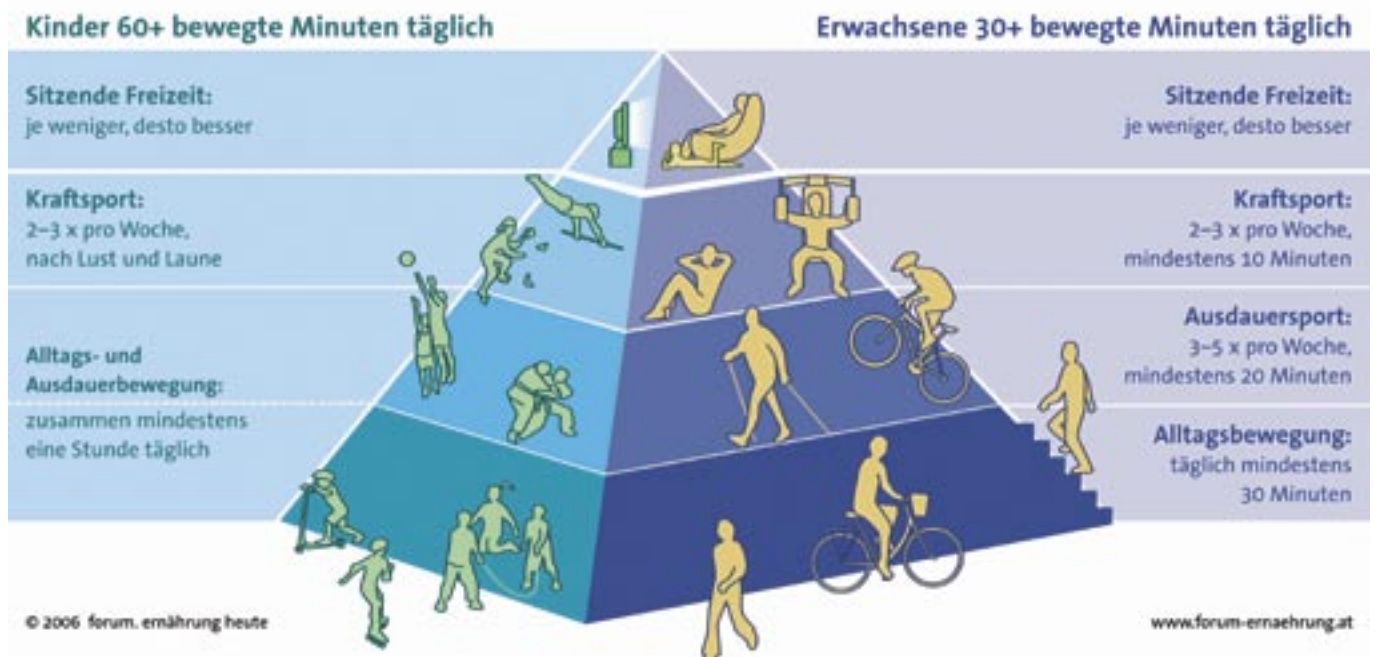 Kinder 60+ bewegte Minuten täglich
Erwachsene 30+ bewegte Minuten täglich
Sitzende Freizeit:
je weniger, desto besser
Kraftsport:
2–3 x pro Woche,
nach Lust und Laune
Alltags- und
Ausdauerbewegung:
zusammen mindestens
eine Stunde täglich
Sitzende Freizeit:
je weniger, desto besser
Kraftsport:
2–3 x pro Woche,
mindestens 10 Minuten
Ausdauersport:
3–5 x pro Woche,
mindestens 20 Minuten
Alltagsbewegung:
täglich mindestens
30 Minuten
© 2006 forum. ernährung heute
www.forum-ernaehrung.at